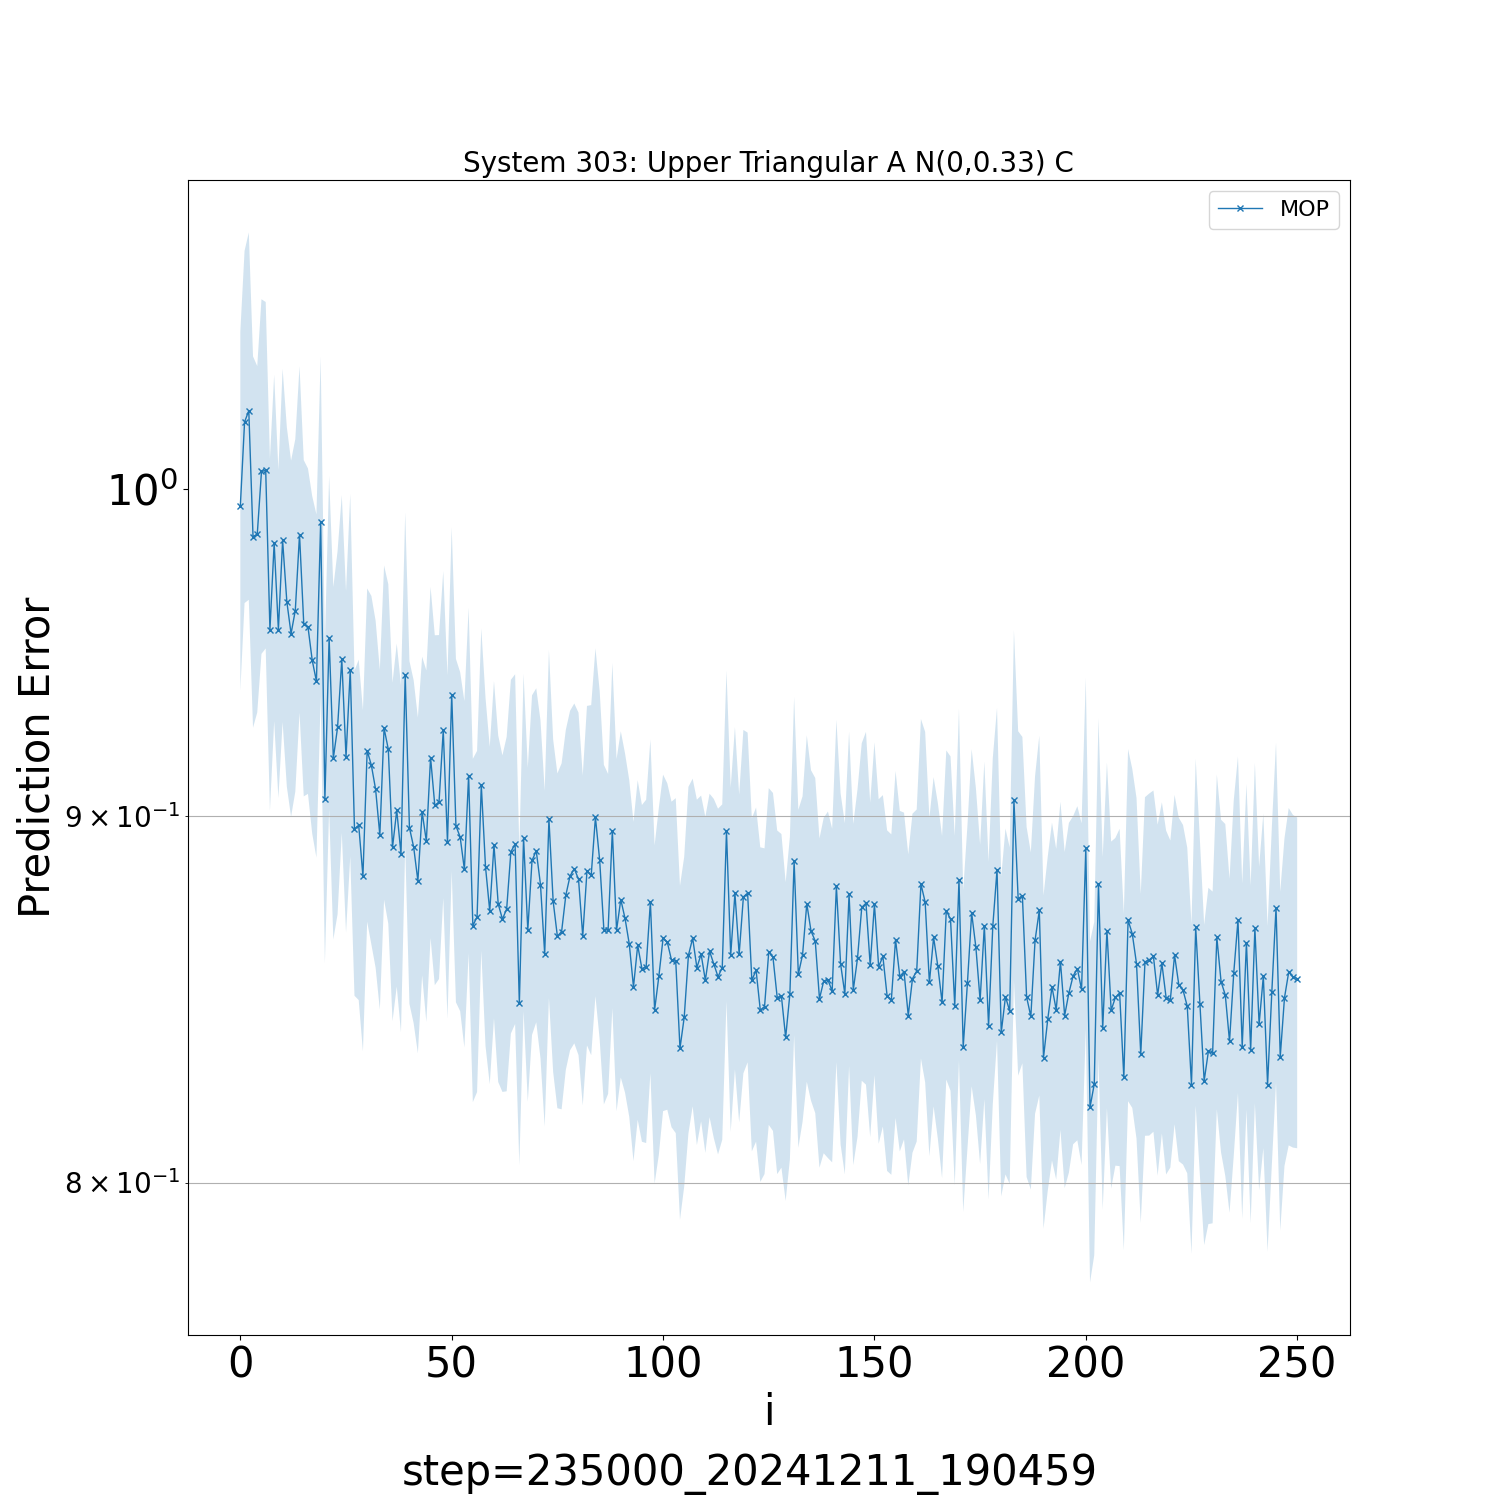 System 303: Upper Triangular A N(0,0.33) C
MOP
10⁰
9 × 10⁻¹
8 × 10⁻¹
Prediction Error
0 50 100 150 200 250
i
step=235000_20241211_190459